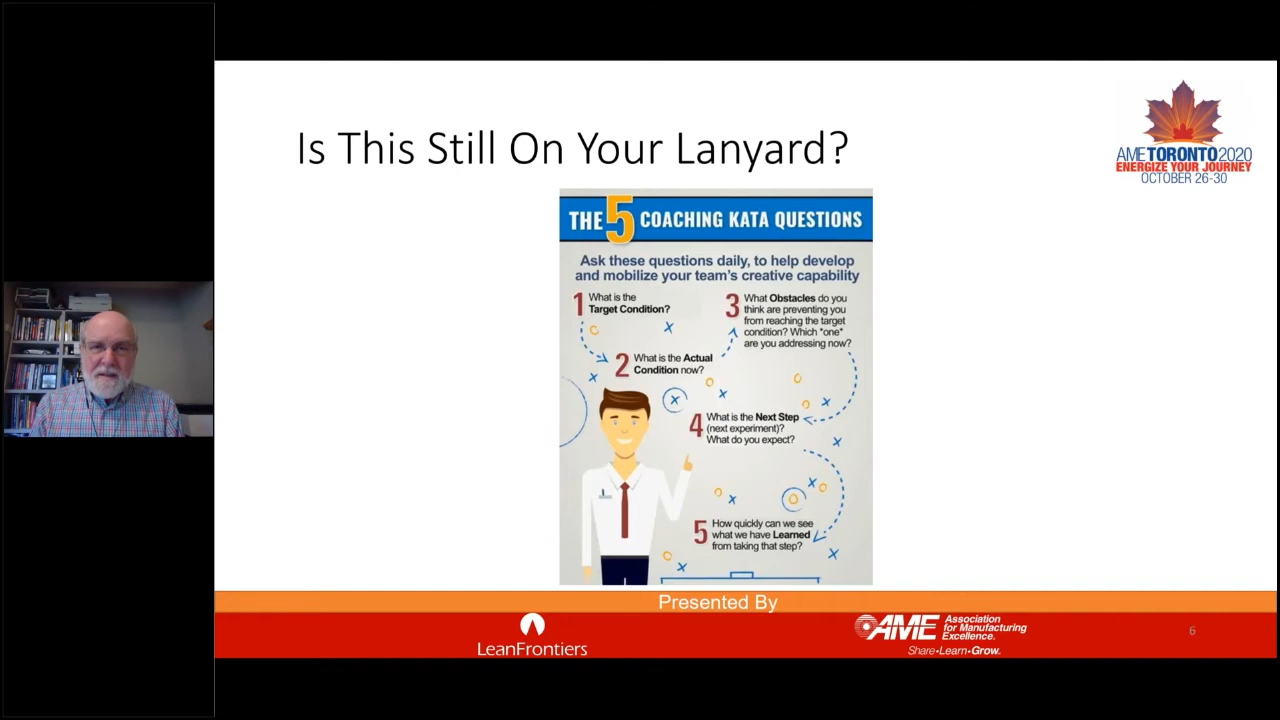 Is This Still On Your Lanyard?
AMETORONTO2020
ENERGIZE YOUR JOURNEY
OCTOBER 26-30
THE 5 COACHING KATA QUESTIONS
Ask these questions daily, to help develop
and mobilize your team's creative capability
1 What is the
Target Condition?
2 What is the Actual
Condition now?
3 What Obstacles do you
think are preventing you
from reaching the target
condition? Which *one*
are you addressing now?
4 What is the Next Step
(next experiment)?
What do you expect?
5 How quickly can we see
what we have Learned
from taking that step?
Presented By
LeanFrontiers
AME Association
for Manufacturing
Excellence.
Share•Learn•Grow.
6